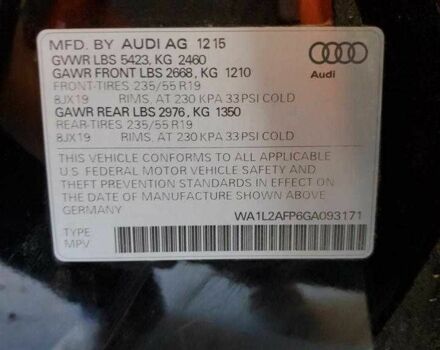 MFD. BY AUDI AG 12 15
GVWR LBS 5423, KG 2460
GAWR FRONT LBS 2668, KG 1210
FRONT-TIRES 235/55 R19
8JX19 RIMS. AT 230 KPA 33 PSI COLD
GAWR REAR LBS 2976, KG 1350
REAR-TIRES 235/55 R19
8JX19 RIMS. AT 230 KPA 33 PSI COLD
Audi
THIS VEHICLE CONFORMS TO ALL APPLICABLE
U.S. FEDERAL MOTOR VEHICLE SAFETY AND
THEFT PREVENTION STANDARDS IN EFFECT ON
THE DATE OF MANUFACTURE SHOWN ABOVE.
GERMANY WA1L2AFP6GA093171
TYPE
MPV